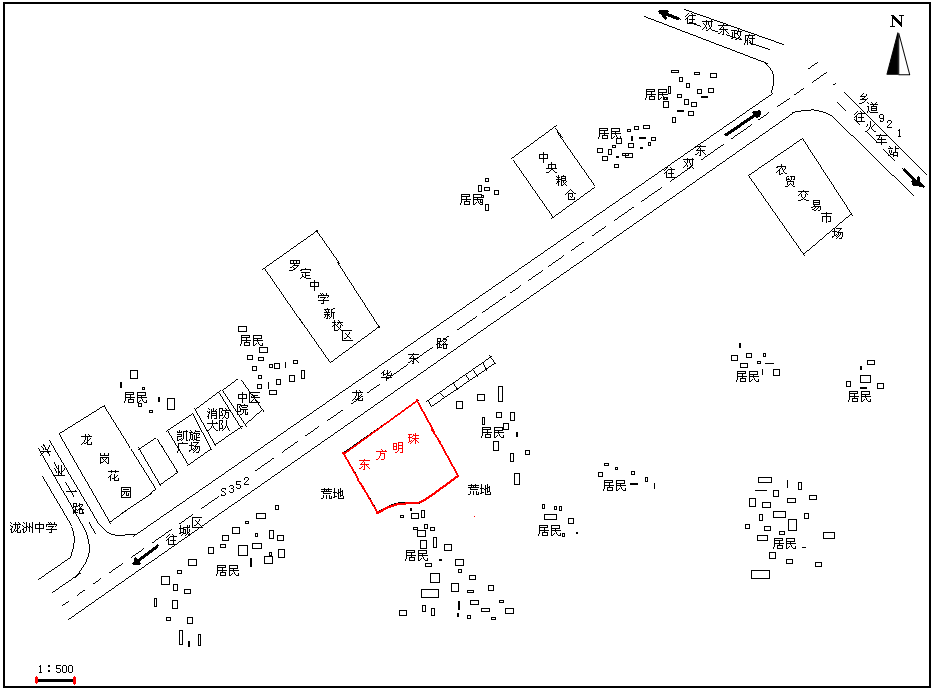 N
往双东政府
乡道921
往火车站
居民
居民
中央粮仓
往双东
农贸交易市场
居民
罗定中学新校区
居民
龙华东路
居民
居民
居民
中医院
消防大队
凯旋广场
龙岗花园
兴业一路
东方明珠
居民
S352
荒地
荒地
居民
泷洲中学
往城区
居民
居民
居民
居民
1：500